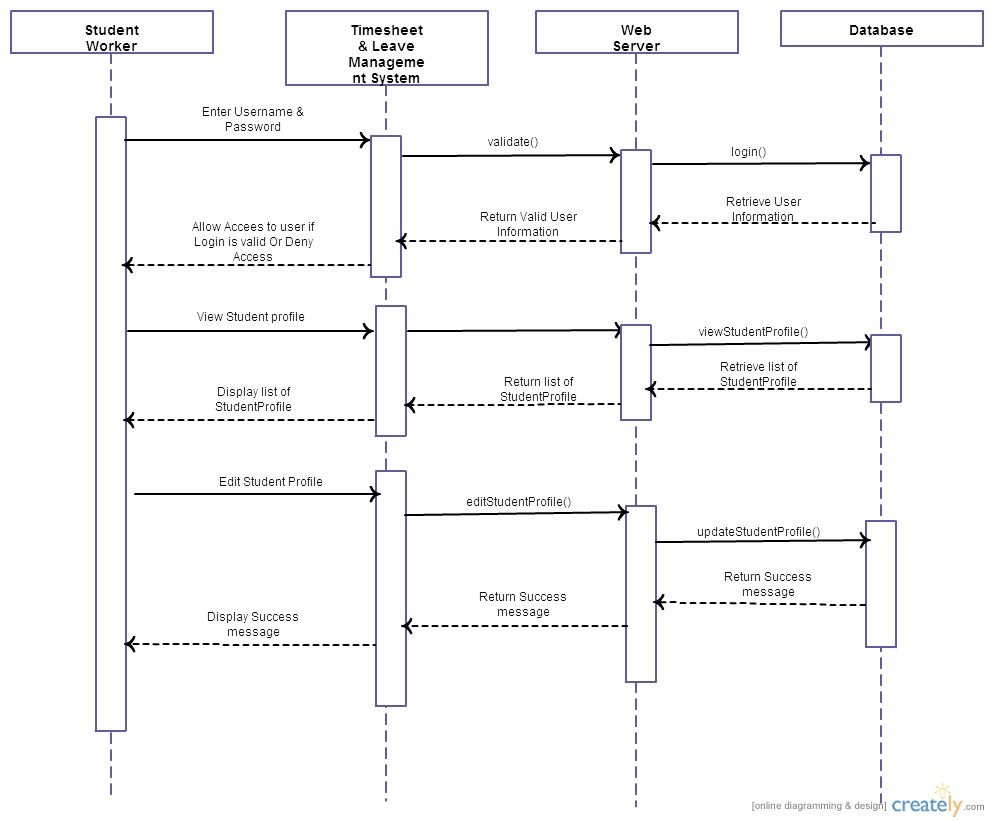 Student
Worker
Timesheet
& Leave
Manageme
nt System
Web
Server
Database
Enter Username &
Password
validate()
login()
Retrieve User
Information
Return Valid User
Information
Allow Accees to user if
Login is valid Or Deny
Access
View Student profile
viewStudentProfile()
Retrieve list of
StudentProfile
Return list of
StudentProfile
Display list of
StudentProfile
Edit Student Profile
editStudentProfile()
updateStudentProfile()
Return Success
message
Return Success
message
Display Success
message
[online diagramming & design] creately.com